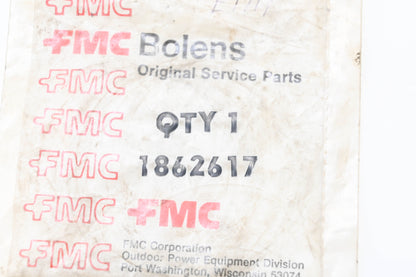 FMC
FMC Bolens
Original Service Parts
FMC
FMC QTY 1
FMC 1862617
FMC FMC
FMC FMC Corporation
Outdoor Power Equipment Division
Port Washington, Wisconsin 53074